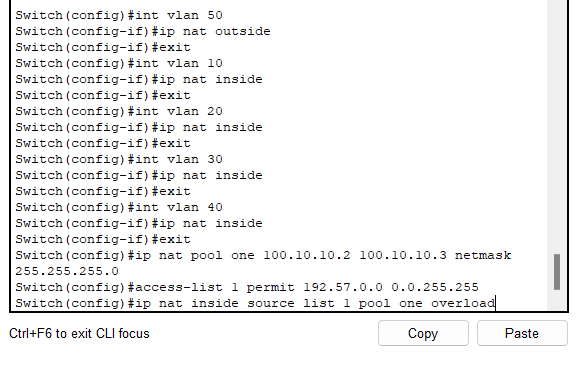 Switch(config)#int vlan 50
Switch(config-if)#ip nat outside
Switch(config-if)#exit
Switch(config)#int vlan 10
Switch(config-if)#ip nat inside
Switch(config-if)#exit
Switch(config)#int vlan 20
Switch(config-if)#ip nat inside
Switch(config-if)#exit
Switch(config)#int vlan 30
Switch(config-if)#ip nat inside
Switch(config-if)#exit
Switch(config)#int vlan 40
Switch(config-if)#ip nat inside
Switch(config-if)#exit
Switch(config)#ip nat pool one 100.10.10.2 100.10.10.3 netmask
255.255.255.0
Switch(config)#access-list 1 permit 192.57.0.0 0.0.255.255
Switch(config)#ip nat inside source list 1 pool one overload
Ctrl+F6 to exit CLI focus
Copy
Paste